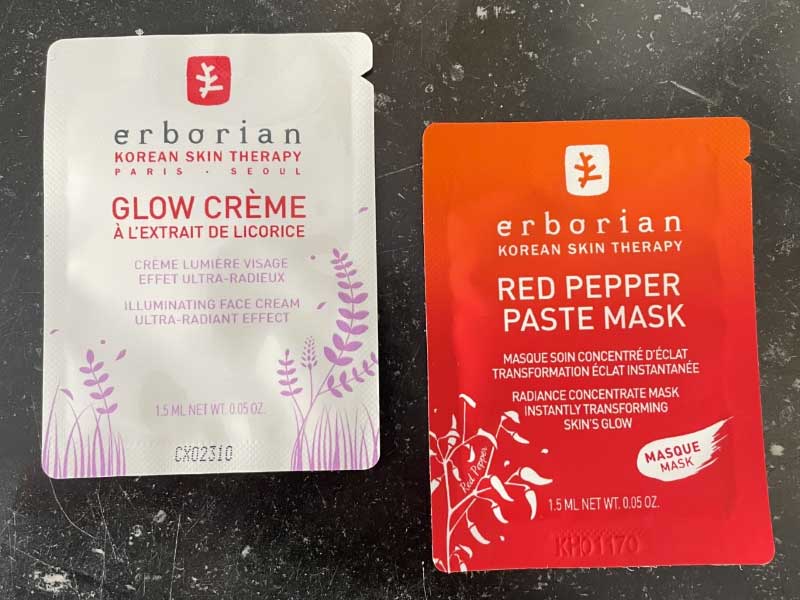 erborian
KOREAN SKIN THERAPY
PARIS · SEOUL
GLOW CRÈME
À L'EXTRAIT DE LICORICE
CRÈME LUMIÈRE VISAGE
EFFET ULTRA-RADIEUX
ILLUMINATING FACE CREAM
ULTRA-RADIANT EFFECT
1.5 ML NET WT. 0.05 OZ.
CX02310
erborian
KOREAN SKIN THERAPY
RED PEPPER
PASTE MASK
MASQUE SOIN CONCENTRÉ D'ÉCLAT
TRANSFORMATION ÉCLAT INSTANTANÉE
RADIANCE CONCENTRATE MASK
INSTANTLY TRANSFORMING
SKIN'S GLOW
MASQUE
MASK
Red Pepper
1.5 ML NET WT. 0.05 OZ.
KH01170